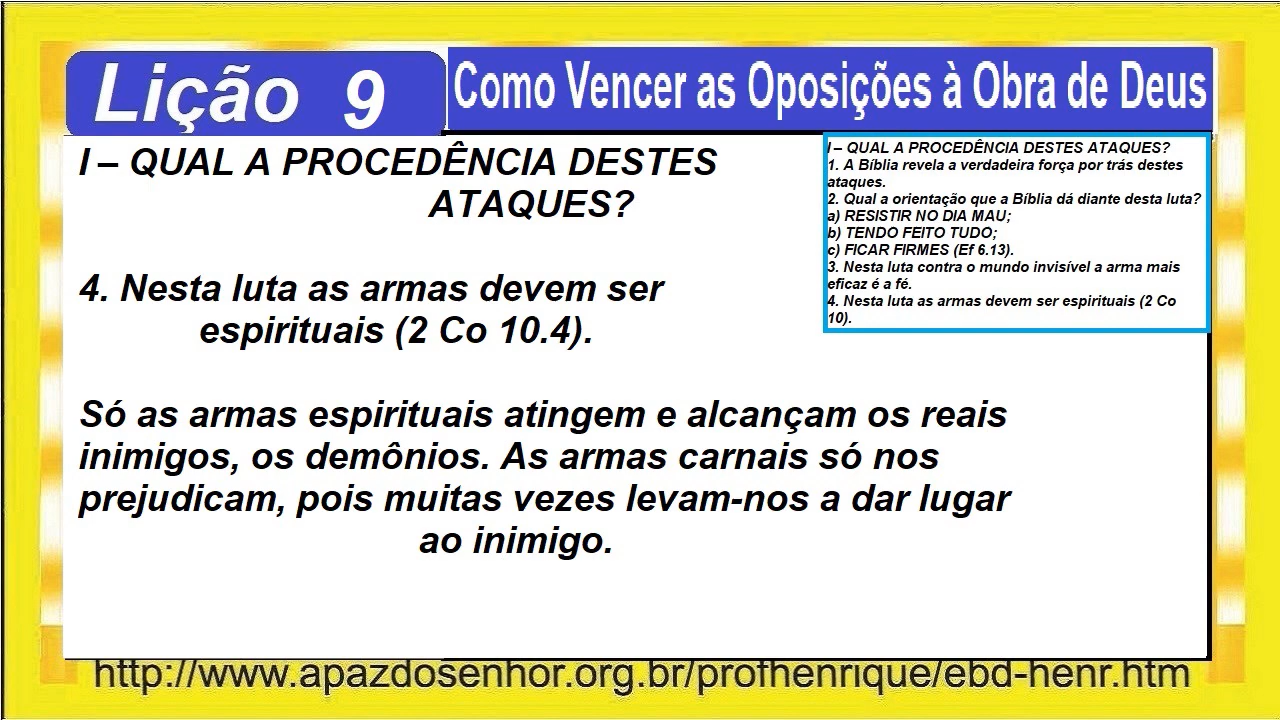 Lição 9
Como Vencer as Oposições à Obra de Deus
I – QUAL A PROCEDÊNCIA DESTES
ATAQUES?
4. Nesta luta as armas devem ser
espirituais (2 Co 10.4).
Só as armas espirituais atingem e alcançam os reais
inimigos, os demônios. As armas carnais só nos
prejudicam, pois muitas vezes levam-nos a dar lugar
ao inimigo.
I – QUAL A PROCEDÊNCIA DESTES ATAQUES?
1. A Bíblia revela a verdadeira força por trás destes
ataques.
2. Qual a orientação que a Bíblia dá diante desta luta?
a) RESISTIR NO DIA MAU;
b) TENDO FEITO TUDO;
c) FICAR FIRMES (Ef 6.13).
3. Nesta luta contra o mundo invisível a arma mais
eficaz é a fé.
4. Nesta luta as armas devem ser espirituais (2 Co
10).
http://www.apazdosenhor.org.br/profhenrique/ebd-henr.htm